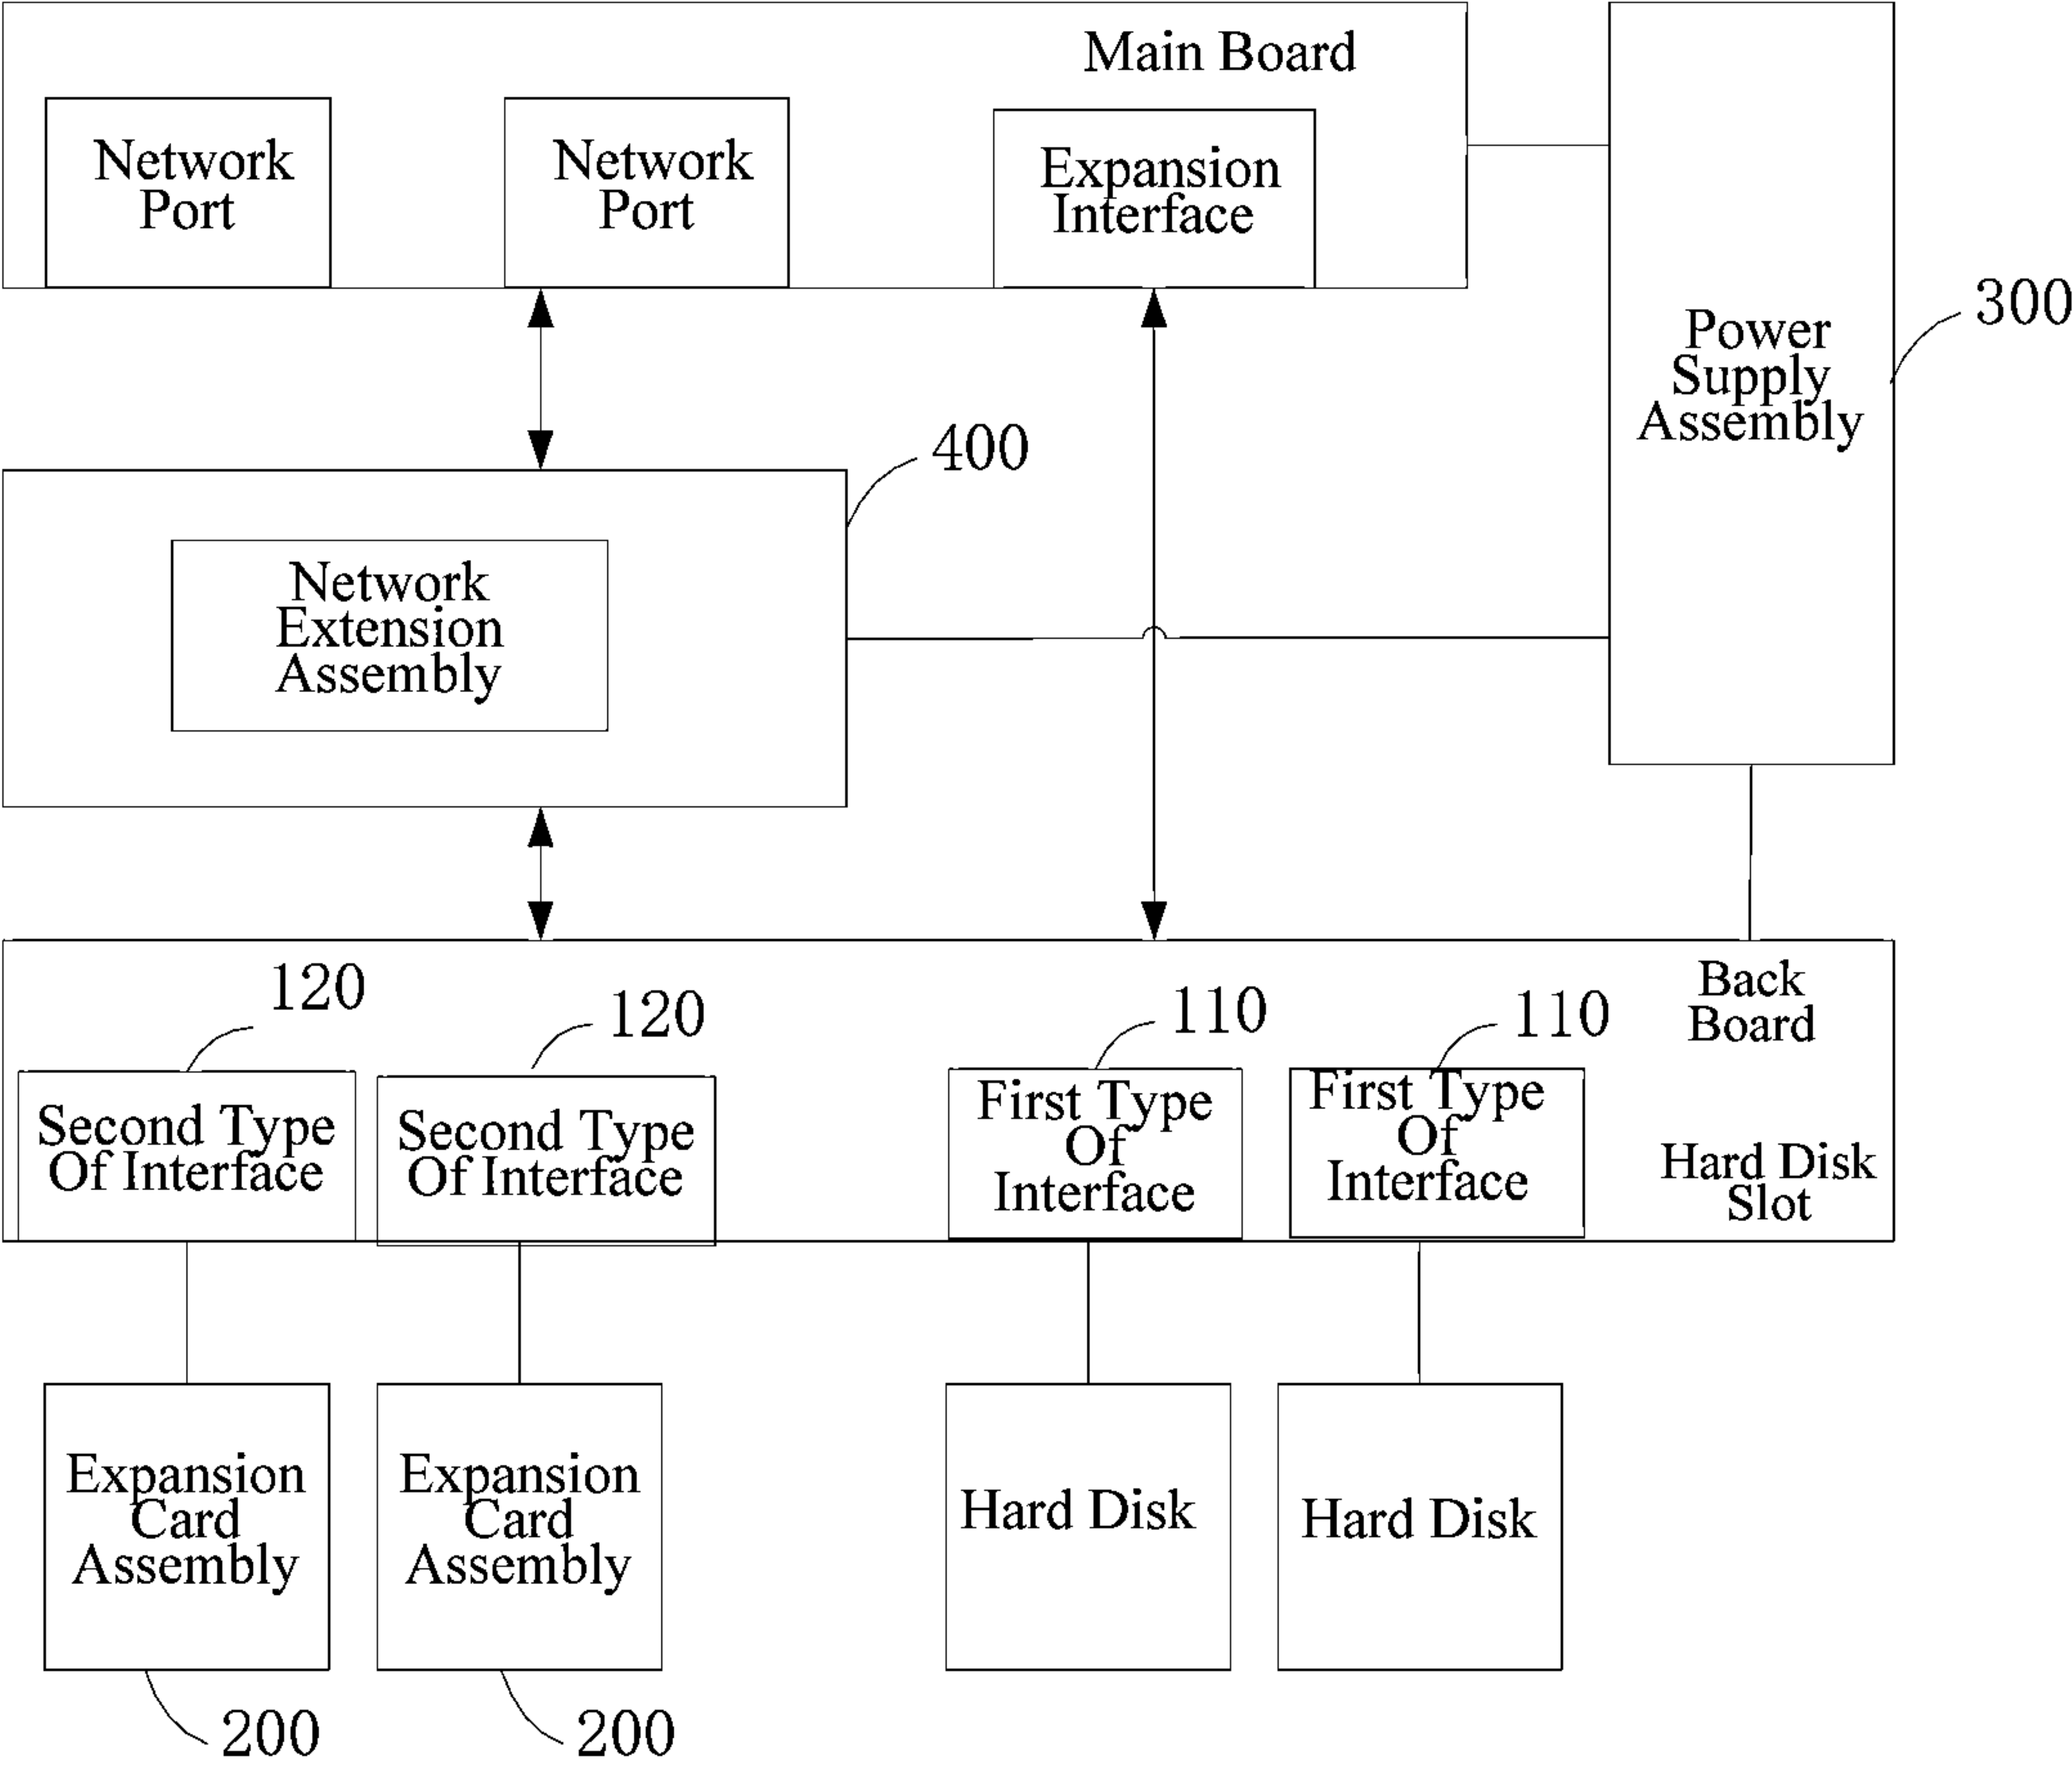 Main Board
Network
Port
Network
Port
Expansion
Interface
Power
Supply
Assembly
300
400
Network
Extension
Assembly
Back
Board
120
120
110
110
Second Type
Of Interface
Second Type
Of Interface
First Type
Of
Interface
First Type
Of
Interface
Hard Disk
Slot
Expansion
Card
Assembly
Expansion
Card
Assembly
Hard Disk
Hard Disk
200
200